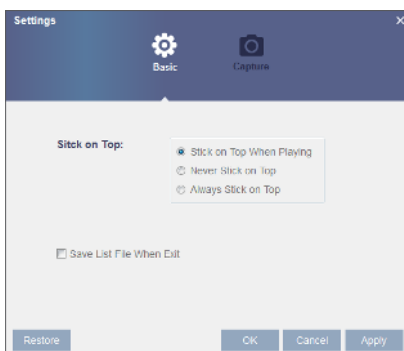 Settings
Basic
Capture
Sitck on Top:
Stick on Top When Playing
Never Stick on Top
Always Stick on Top
Save List File When Exit
Restore
OK
Cancel
Apply